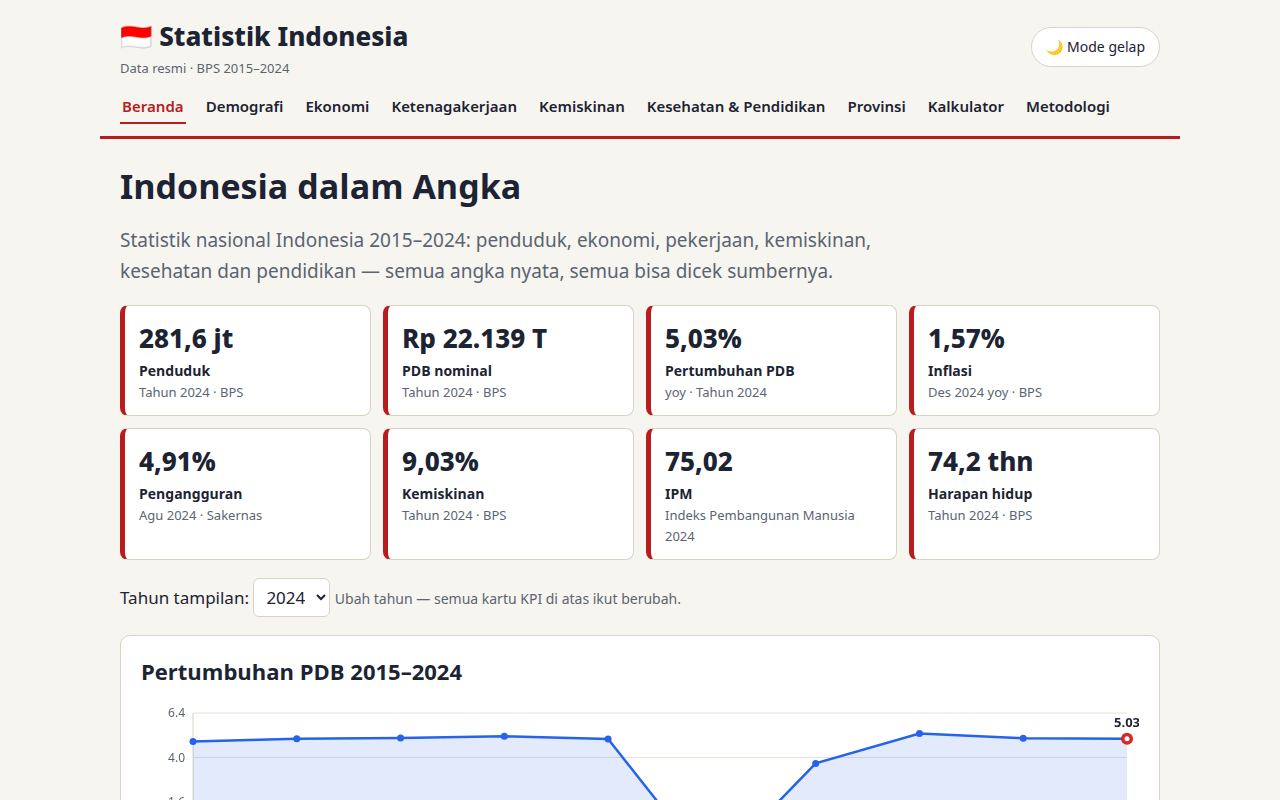 🇮🇩 Statistik Indonesia
Data resmi · BPS 2015–2024
🌙 Mode gelap
Beranda Demografi Ekonomi Ketenagakerjaan Kemiskinan Kesehatan & Pendidikan Provinsi Kalkulator Metodologi
Indonesia dalam Angka
Statistik nasional Indonesia 2015–2024: penduduk, ekonomi, pekerjaan, kemiskinan,
kesehatan dan pendidikan — semua angka nyata, semua bisa dicek sumbernya.
281,6 jt
Penduduk
Tahun 2024 · BPS
Rp 22.139 T
PDB nominal
Tahun 2024 · BPS
5,03%
Pertumbuhan PDB
yoy · Tahun 2024
1,57%
Inflasi
Des 2024 yoy · BPS
4,91%
Pengangguran
Agu 2024 · Sakernas
9,03%
Kemiskinan
Tahun 2024 · BPS
75,02
IPM
Indeks Pembangunan Manusia
2024
74,2 thn
Harapan hidup
Tahun 2024 · BPS
Tahun tampilan: 2024 Ubah tahun — semua kartu KPI di atas ikut berubah.
Pertumbuhan PDB 2015–2024
6.4
5.03
4.0
1.6